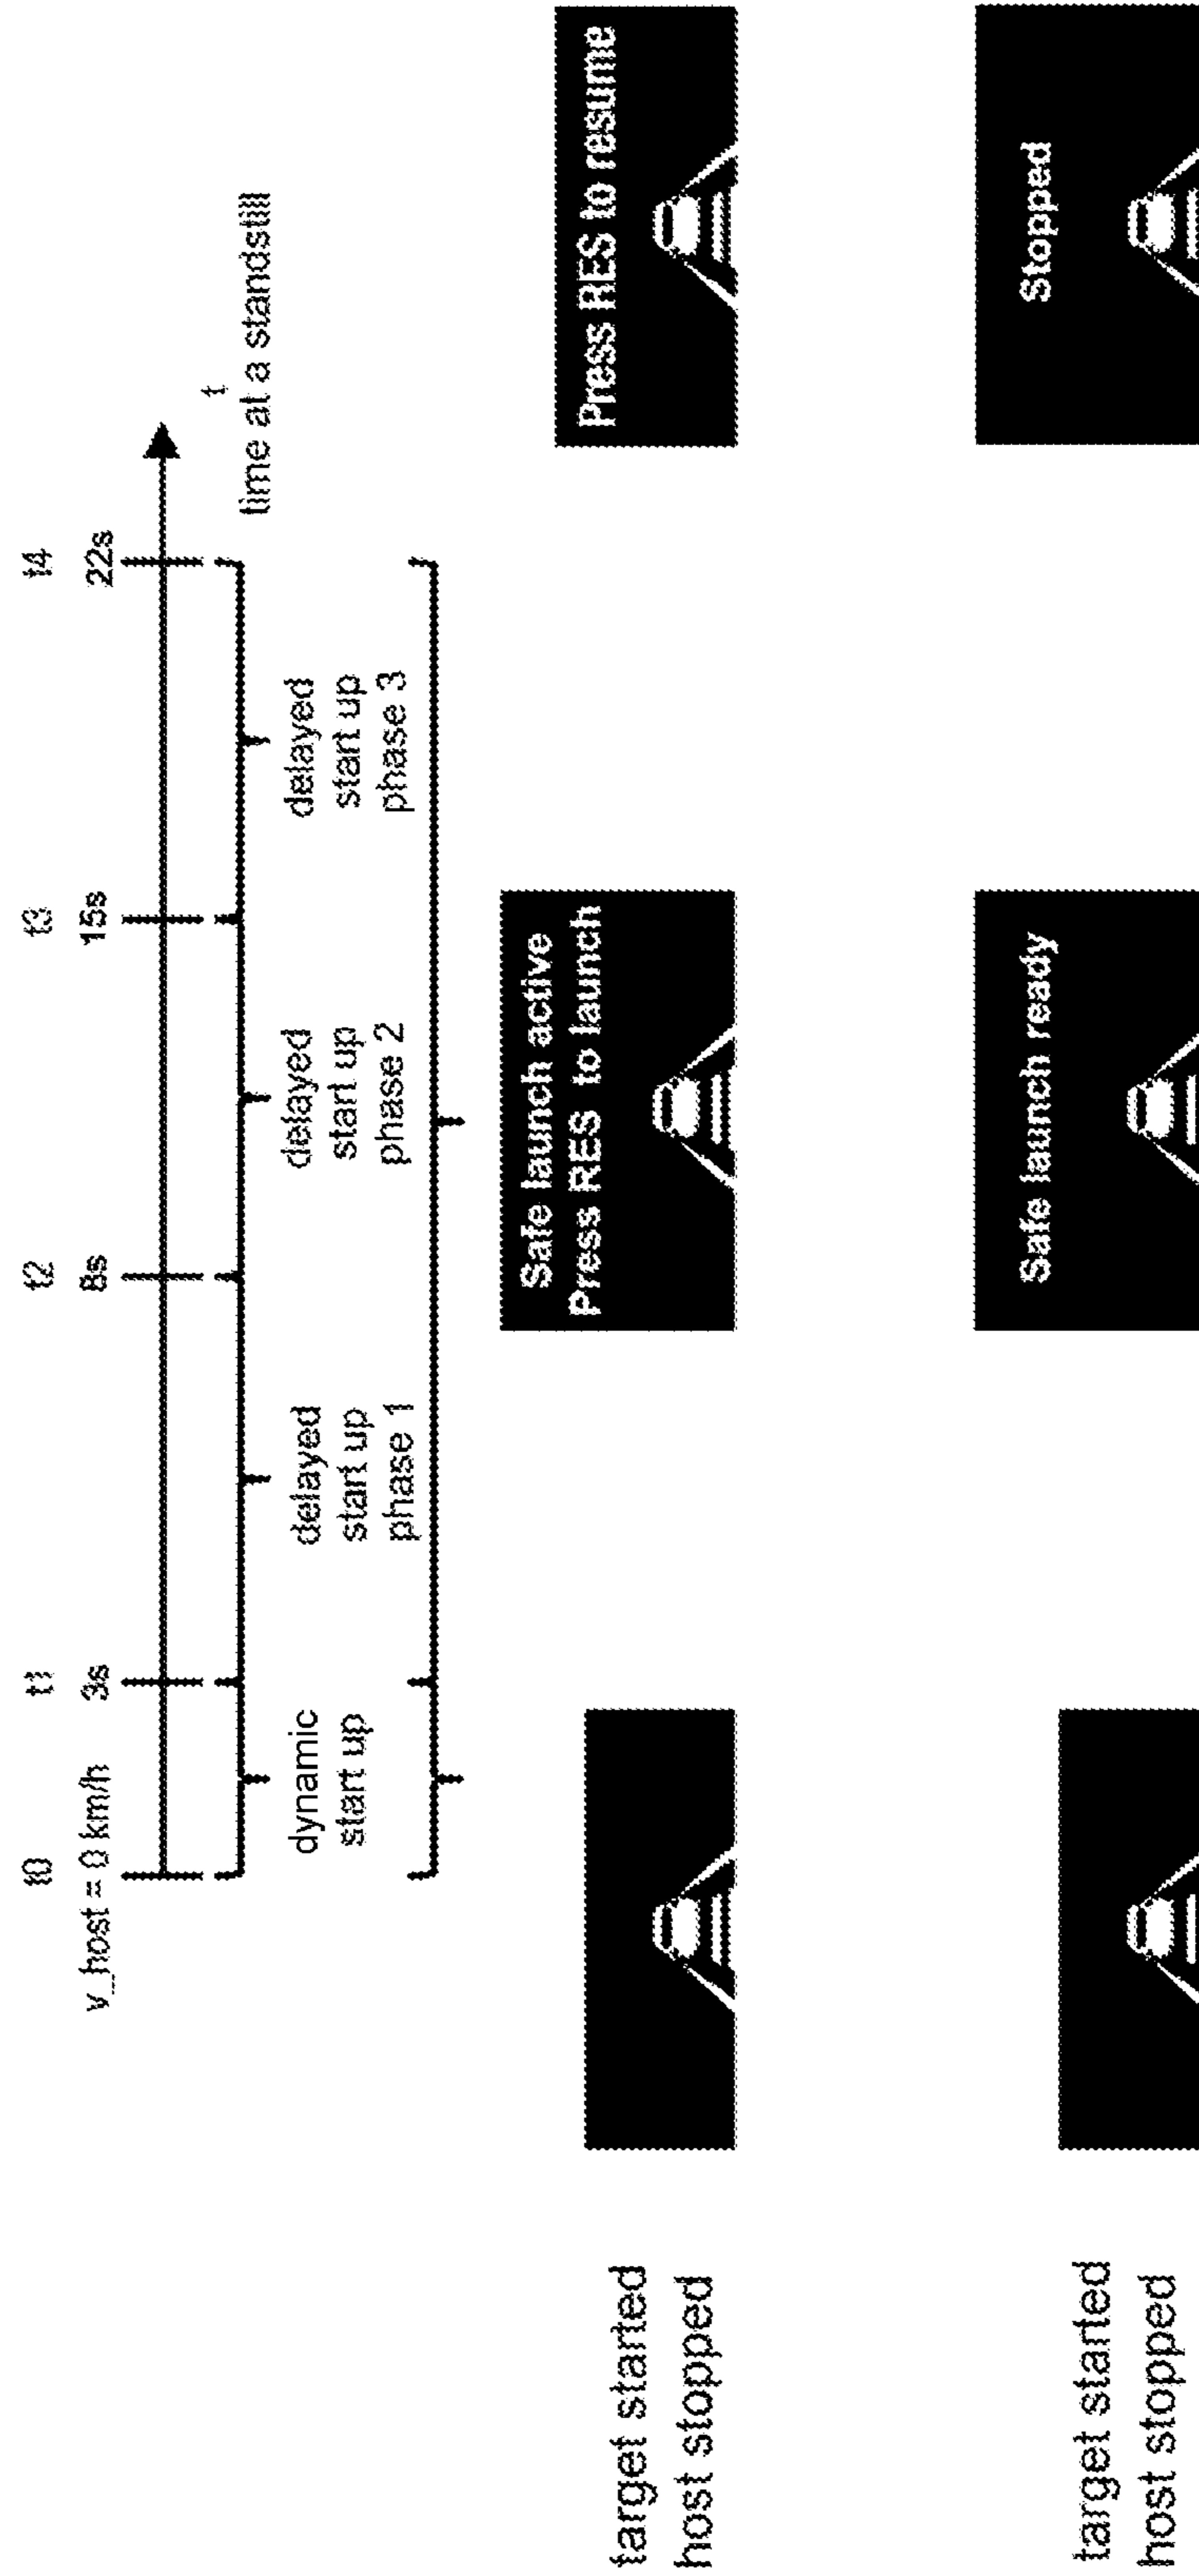 t0 t1 t2 t3 t4
v_host = 0 km/h 3s 8s 15s 22s
t
time at a standstill
dynamic
start up
delayed
start up
phase 1
delayed
start up
phase 2
delayed
start up
phase 3
target started
host stopped
Safe launch active
Press RES to launch
Press RES to resume
target started
host stopped
Safe launch ready
Stopped